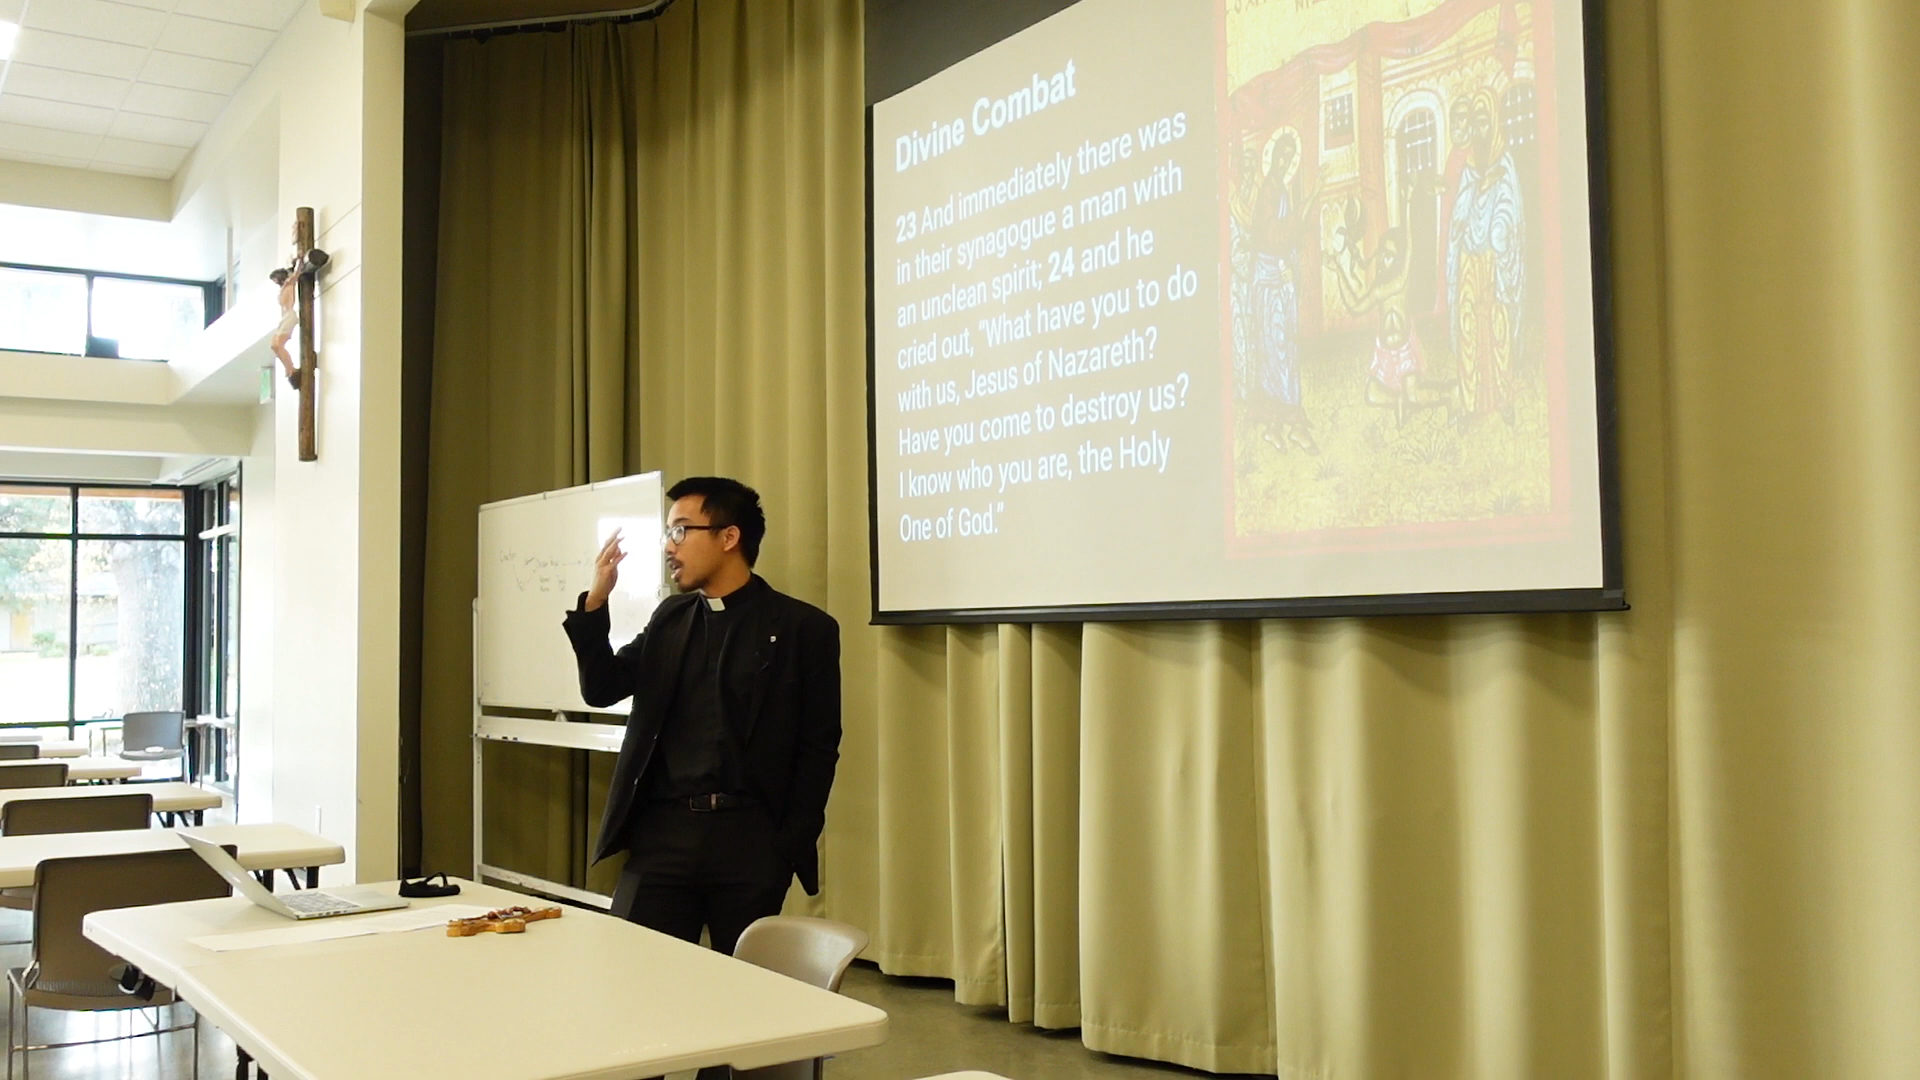 Divine Combat
23 And immediately there was
in their synagogue a man with
an unclean spirit; 24 and he
cried out, "What have you to do
with us, Jesus of Nazareth?
Have you come to destroy us?
I know who you are, the Holy
One of God."